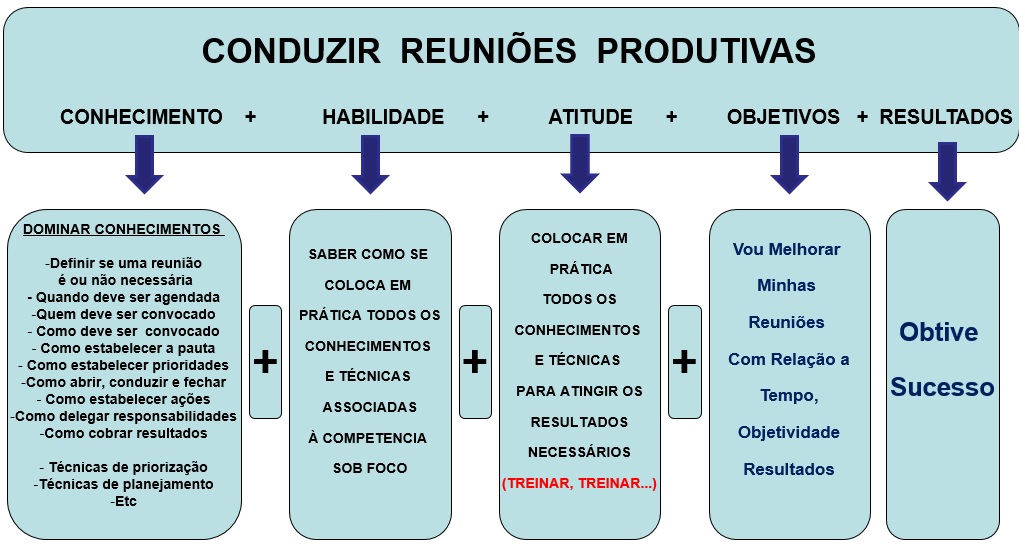 CONDUZIR REUNIÕES PRODUTIVAS
CONHECIMENTO + HABILIDADE + ATITUDE + OBJETIVOS + RESULTADOS
DOMINAR CONHECIMENTOS
-Definir se uma reunião
é ou não necessária
- Quando deve ser agendada
-Quem deve ser convocado
- Como deve ser convocado
- Como estabelecer a pauta
- Como estabelecer prioridades
-Como abrir, conduzir e fechar
- Como estabelecer ações
-Como delegar responsabilidades
-Como cobrar resultados
- Técnicas de priorização
-Técnicas de planejamento
-Etc
+
SABER COMO SE
COLOCA EM
PRÁTICA TODOS OS
CONHECIMENTOS
E TÉCNICAS
ASSOCIADAS
À COMPETENCIA
SOB FOCO
+
COLOCAR EM
PRÁTICA
TODOS OS
CONHECIMENTOS
E TÉCNICAS
PARA ATINGIR OS
RESULTADOS
NECESSÁRIOS
(TREINAR, TREINAR...)
+
Vou Melhorar
Minhas
Reuniões
Com Relação a
Tempo,
Objetividade
Resultados
Obtive
Sucesso